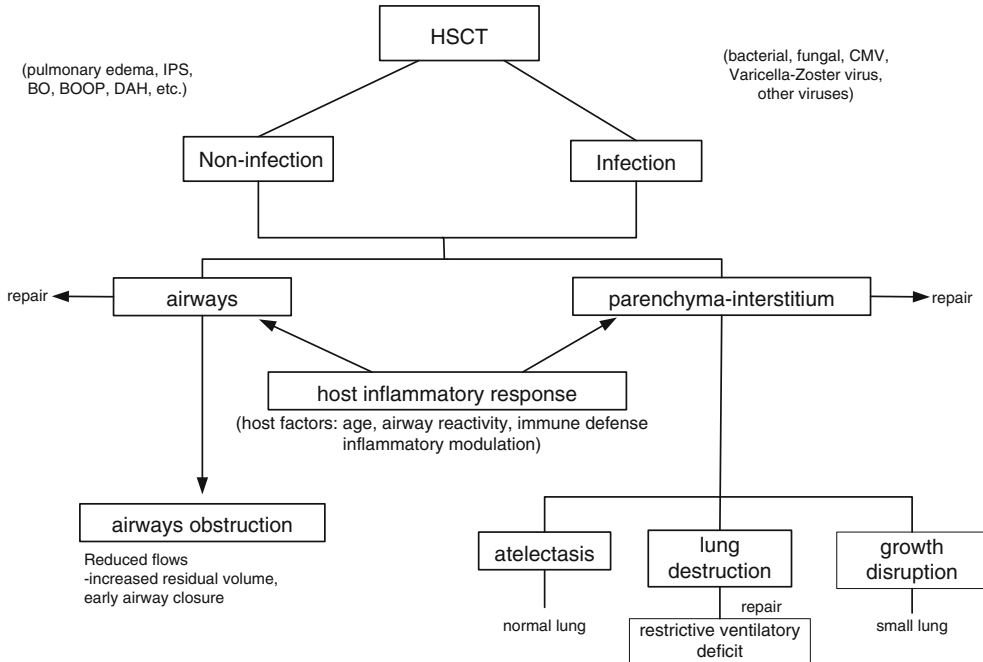 HSCT
(pulmonary edema, IPS,
BO, BOOP, DAH, etc.)
(bacterial, fungal, CMV,
Varicella-Zoster virus,
other viruses)
Non-infection
Infection
repair
airways
parenchyma-interstitium
repair
host inflammatory response
(host factors: age, airway reactivity, immune defense
inflammatory modulation)
airways obstruction
Reduced flows
-increased residual volume,
early airway closure
atelectasis
lung
destruction
growth
disruption
normal lung
repair
restrictive ventilatory
deficit
small lung